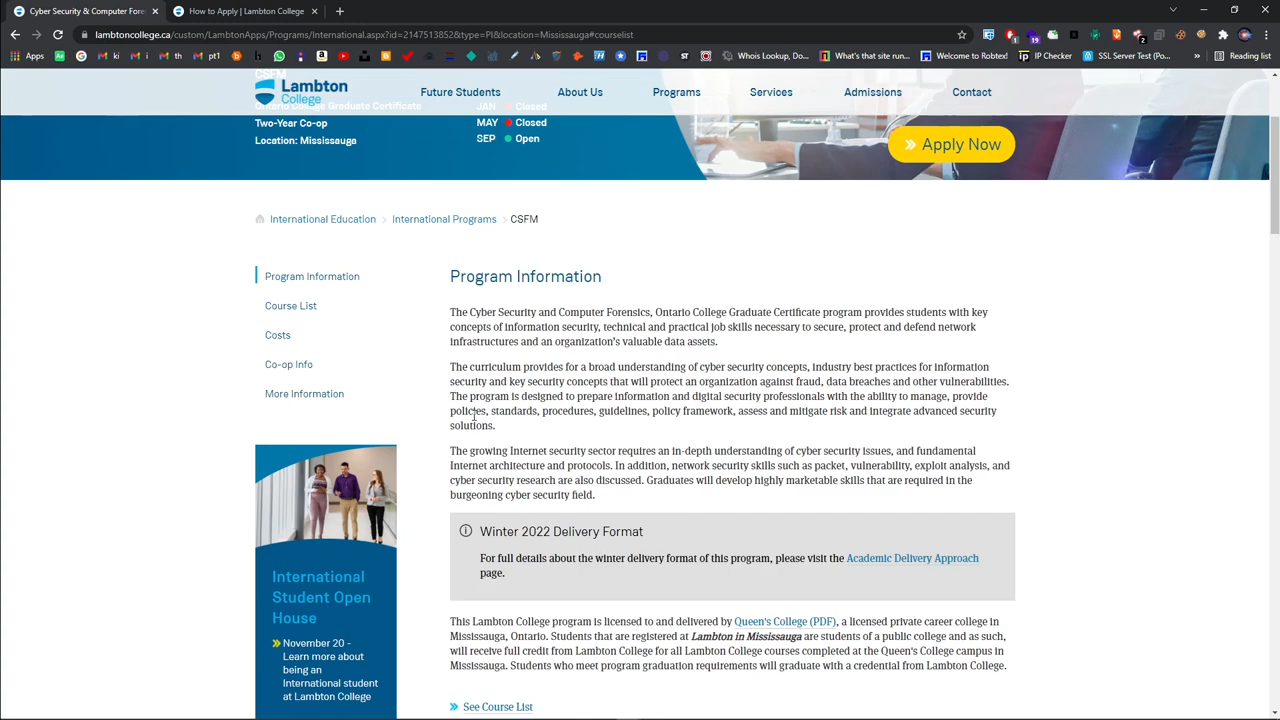 Cyber Security & Computer Foren
How to Apply | Lambton College
lambtoncollege.ca/custom/LambtonApps/Programs/International.aspx?id=2147513852&type=PI&location=Mississauga#courselist
Apps
M ki
M pt1
M th
Whois Lookup, Do...
What's that site run...
Welcome to Robtex!
IP Checker
SSL Server Test (Po...
Reading list
CSFM
Lambton College
Future Students
About Us
Programs
Services
Admissions
Contact
Ontario College Graduate Certificate
JAN Closed
Two-Year Co-op
MAY Closed
Location: Mississauga
SEP Open
Apply Now
International Education > International Programs > CSFM
Program Information
Course List
Costs
Co-op Info
More Information
International
Student Open
House
November 20 -
Learn more about
being an
International student
at Lambton College
Program Information
The Cyber Security and Computer Forensics, Ontario College Graduate Certificate program provides students with key
concepts of information security, technical and practical job skills necessary to secure, protect and defend network
infrastructures and an organization's valuable data assets.
The curriculum provides for a broad understanding of cyber security concepts, industry best practices for information
security and key security concepts that will protect an organization against fraud, data breaches and other vulnerabilities.
The program is designed to prepare information and digital security professionals with the ability to manage, provide
policies, standards, procedures, guidelines, policy framework, assess and mitigate risk and integrate advanced security
solutions.
The growing Internet security sector requires an in-depth understanding of cyber security issues, and fundamental
Internet architecture and protocols. In addition, network security skills such as packet, vulnerability, exploit analysis, and
cyber security research are also discussed. Graduates will develop highly marketable skills that are required in the
burgeoning cyber security field.
Winter 2022 Delivery Format
For full details about the winter delivery format of this program, please visit the Academic Delivery Approach
page.
This Lambton College program is licensed to and delivered by Queen's College (PDF), a licensed private career college in
Mississauga, Ontario. Students that are registered at Lambton in Mississauga are students of a public college and as such,
will receive full credit from Lambton College for all Lambton College courses completed at the Queen's College campus in
Mississauga. Students who meet program graduation requirements will graduate with a credential from Lambton College.
See Course List